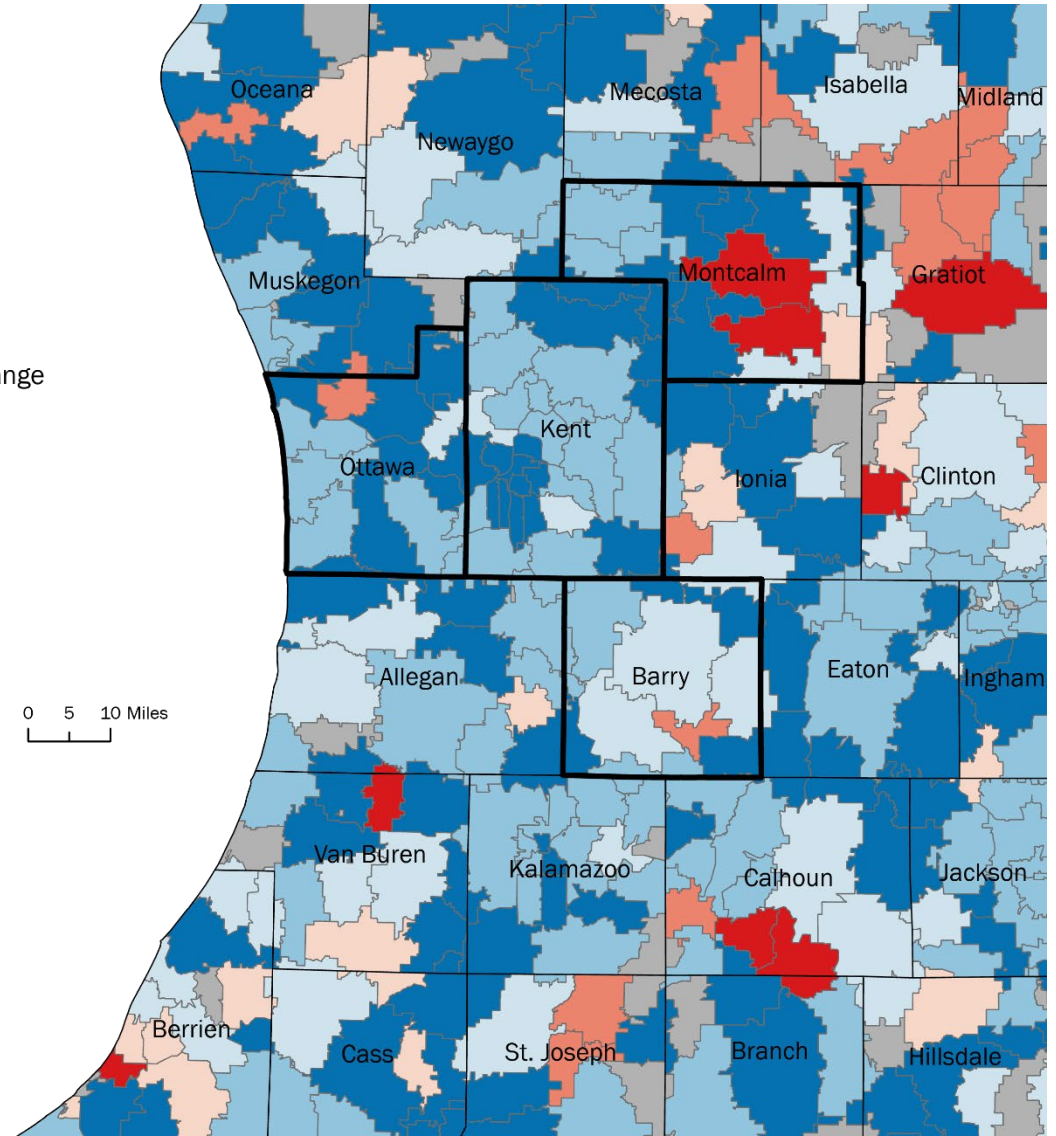 Oceana
Mecosta
Isabella
Midland
Newaygo
Muskegon
Montcalm
Gratiot
nge
Kent
Ottawa
Ionia
Clinton
Allegan
Barry
Eaton
Ingham
0 5 10 Miles
Van Buren
Kalamazoo
Calhoun
Jackson
Berrien
Cass
St. Joseph
Branch
Hillsdale